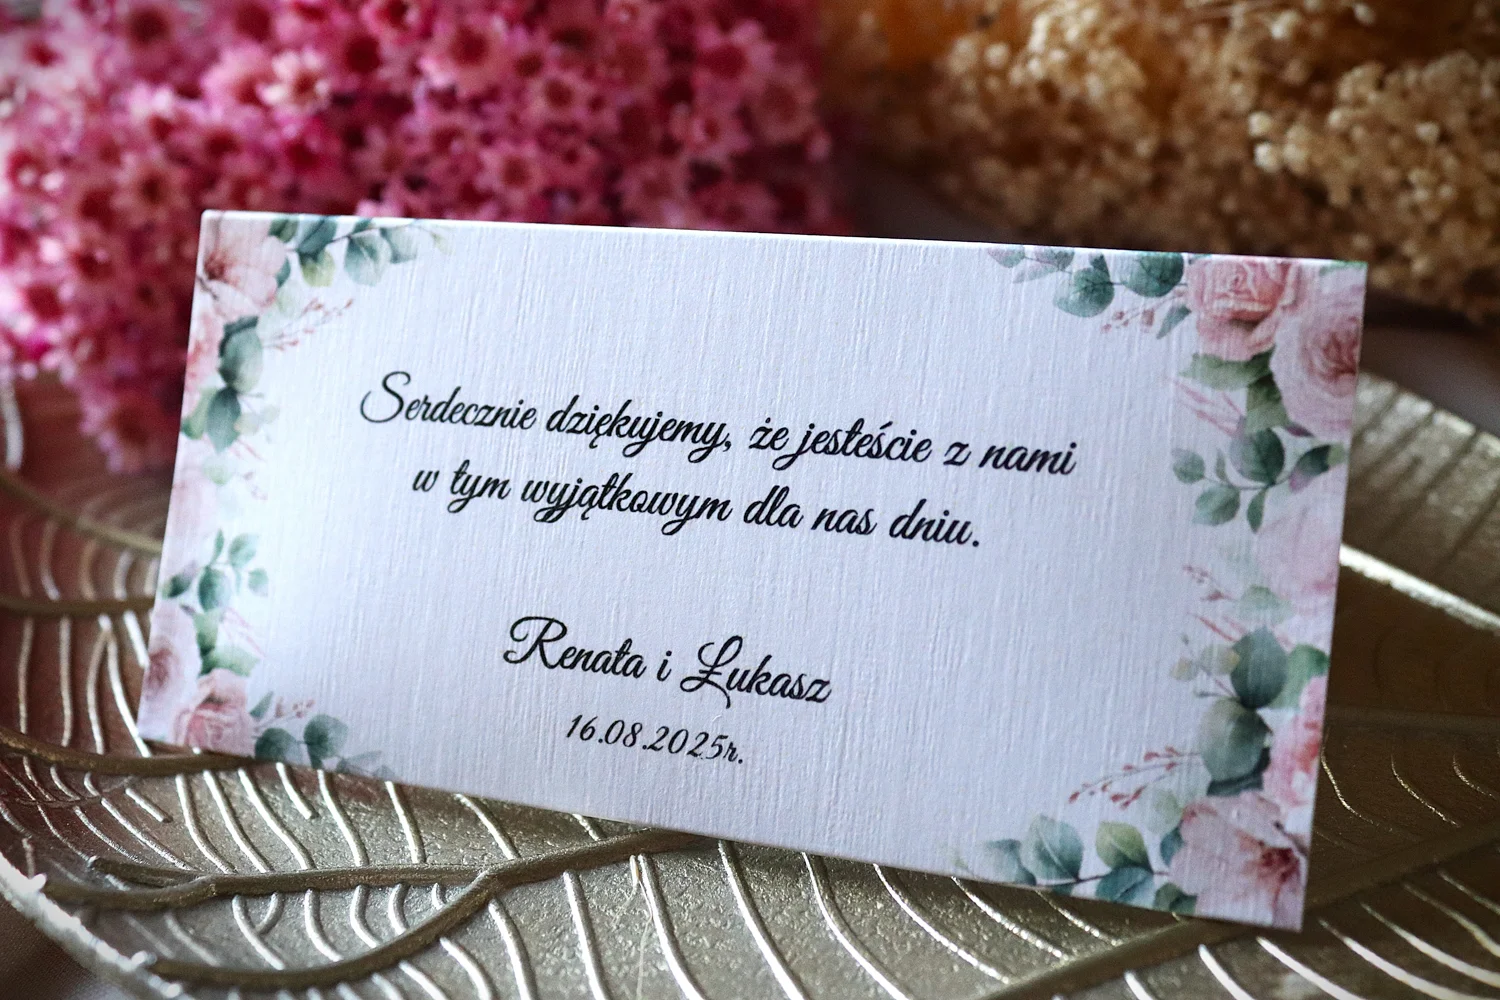 Serdecznie dziękujemy, że jesteście z nami
w tym wyjątkowym dla nas dniu.
Renata i Łukasz
16.08.2025r.